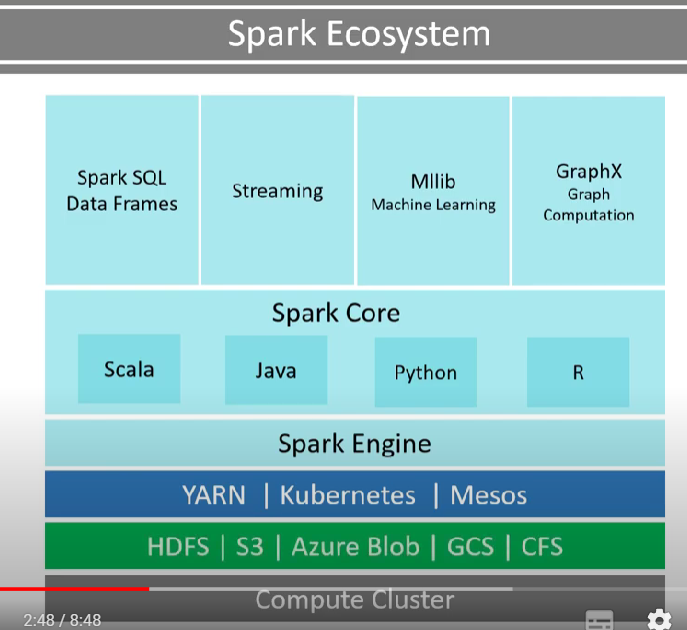 Spark Ecosystem
Spark SQL
Data Frames
Streaming
Mllib
Machine Learning
GraphX
Graph
Computation
Spark Core
Scala
Java
Python
R
Spark Engine
YARN | Kubernetes | Mesos
HDFS | S3 | Azure Blob | GCS | CFS
Compute Cluster
2:48 / 8:48